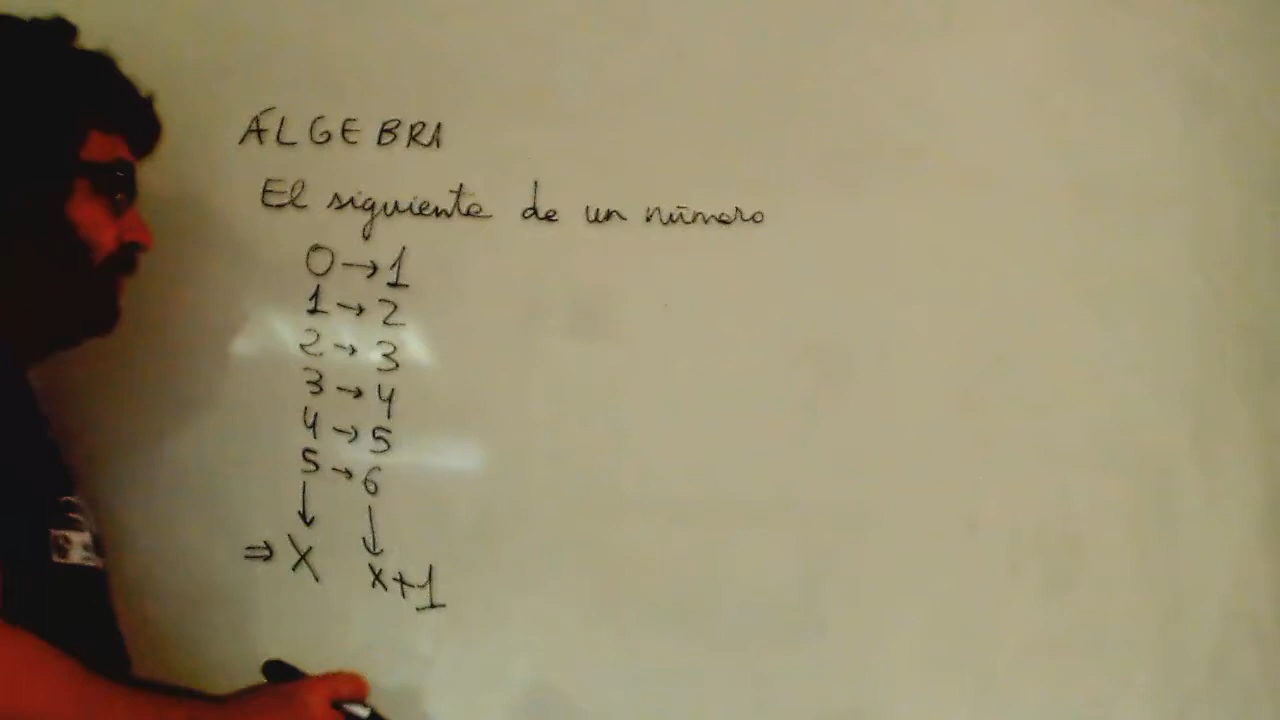 ÁLGEBRA
El siguiente de un número
0→1
1→2
2→3
3→4
4→5
5→6
↓ ↓
⇒ X x+1